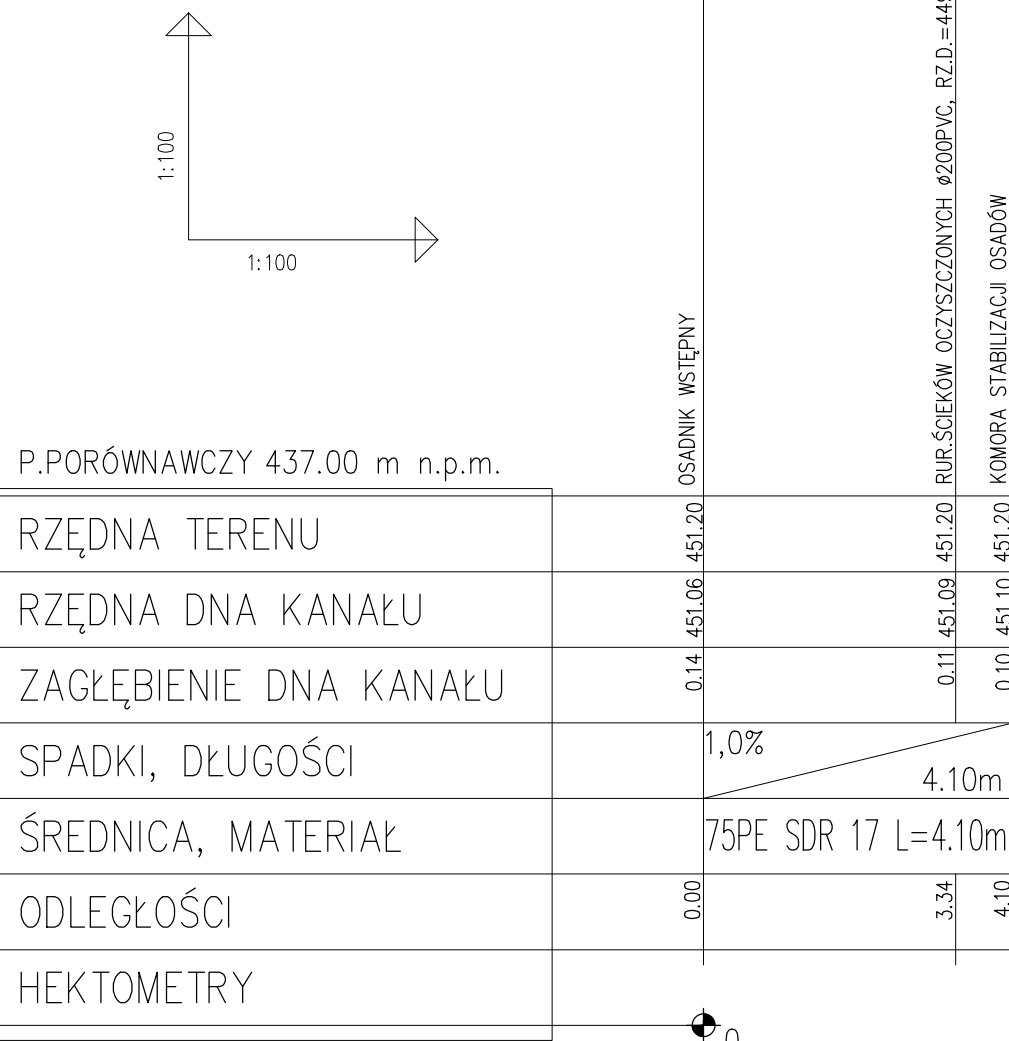 1:100
1:100
OSADNIK WSTĘPNY
RUR.ŚCIEKÓW OCZYSZCZONYCH ø200PVC, RZ.D.=449
KOMORA STABILIZACJI OSADÓW
P.PORÓWNAWCZY 437.00 m n.p.m.
RZĘDNA TERENU 451.20 451.20 451.20
RZĘDNA DNA KANAŁU 451.06 451.09 451.10
ZAGŁĘBIENIE DNA KANAŁU 0.14 0.11 0.10
SPADKI, DŁUGOŚCI 1,0% 4.10m
ŚREDNICA, MATERIAŁ 75PE SDR 17 L=4.10m
ODLEGŁOŚCI 0.00 3.34 4.10
HEKTOMETRY
0